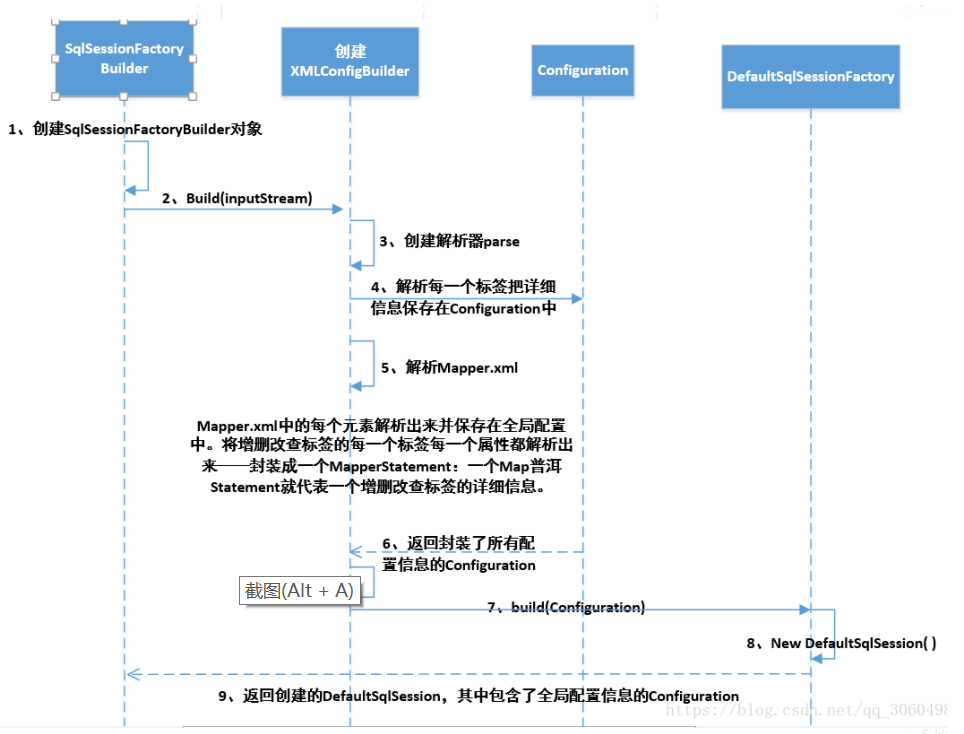 SqlSessionFactory
Builder
创建
XMLConfigBuilder
Configuration
DefaultSqlSessionFactory
1、创建SqlSessionFactoryBuilder对象
2、Build(inputStream)
3、创建解析器parse
4、解析每一个标签把详细
信息保存在Configuration中
5、解析Mapper.xml
Mapper.xml中的每个元素解析出来并保存在全局配置
中。将增删改查标签的每一个标签每一个属性都解析出
来——封装成一个MapperStatement：一个Map普洱
Statement就代表一个增删改查标签的详细信息。
6、返回封装了所有配
置信息的Configuration
截图(Alt + A)
7、build(Configuration)
8、New DefaultSqlSession( )
9、返回创建的DefaultSqlSession，其中包含了全局配置信息的Configuration
https://blog.csdn.net/qq_3060498